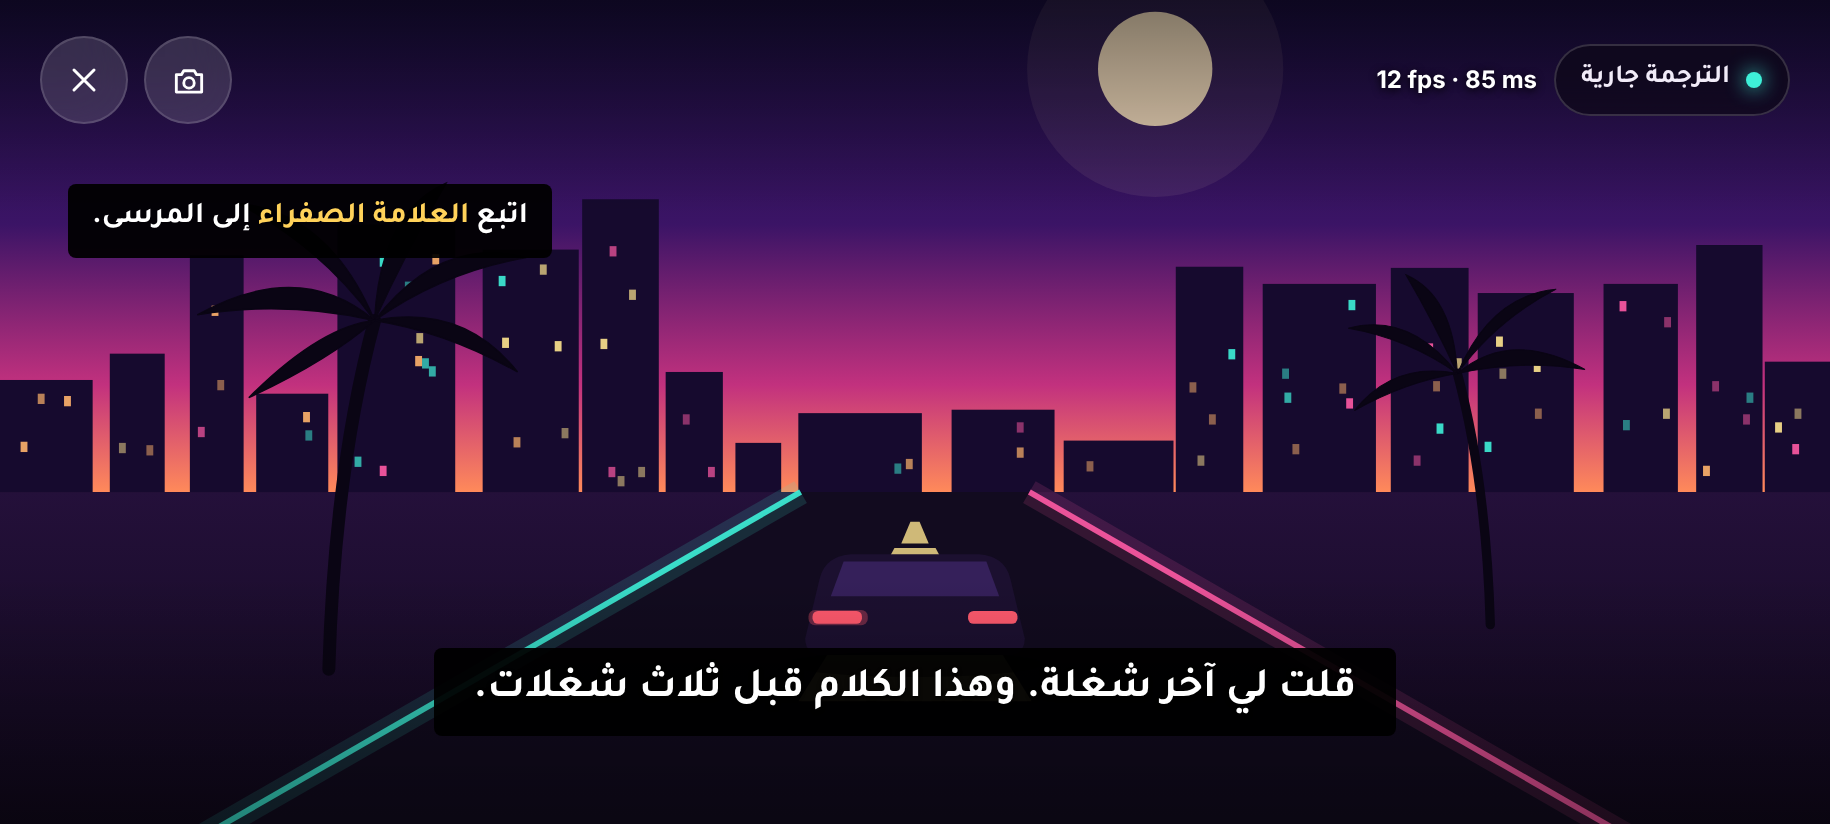 الترجمة جارية
12 fps · 85 ms
اتبع العلامة الصفراء إلى المرسى.
قلت لي آخر شغلة. وهذا الكلام قبل ثلاث شغلات.